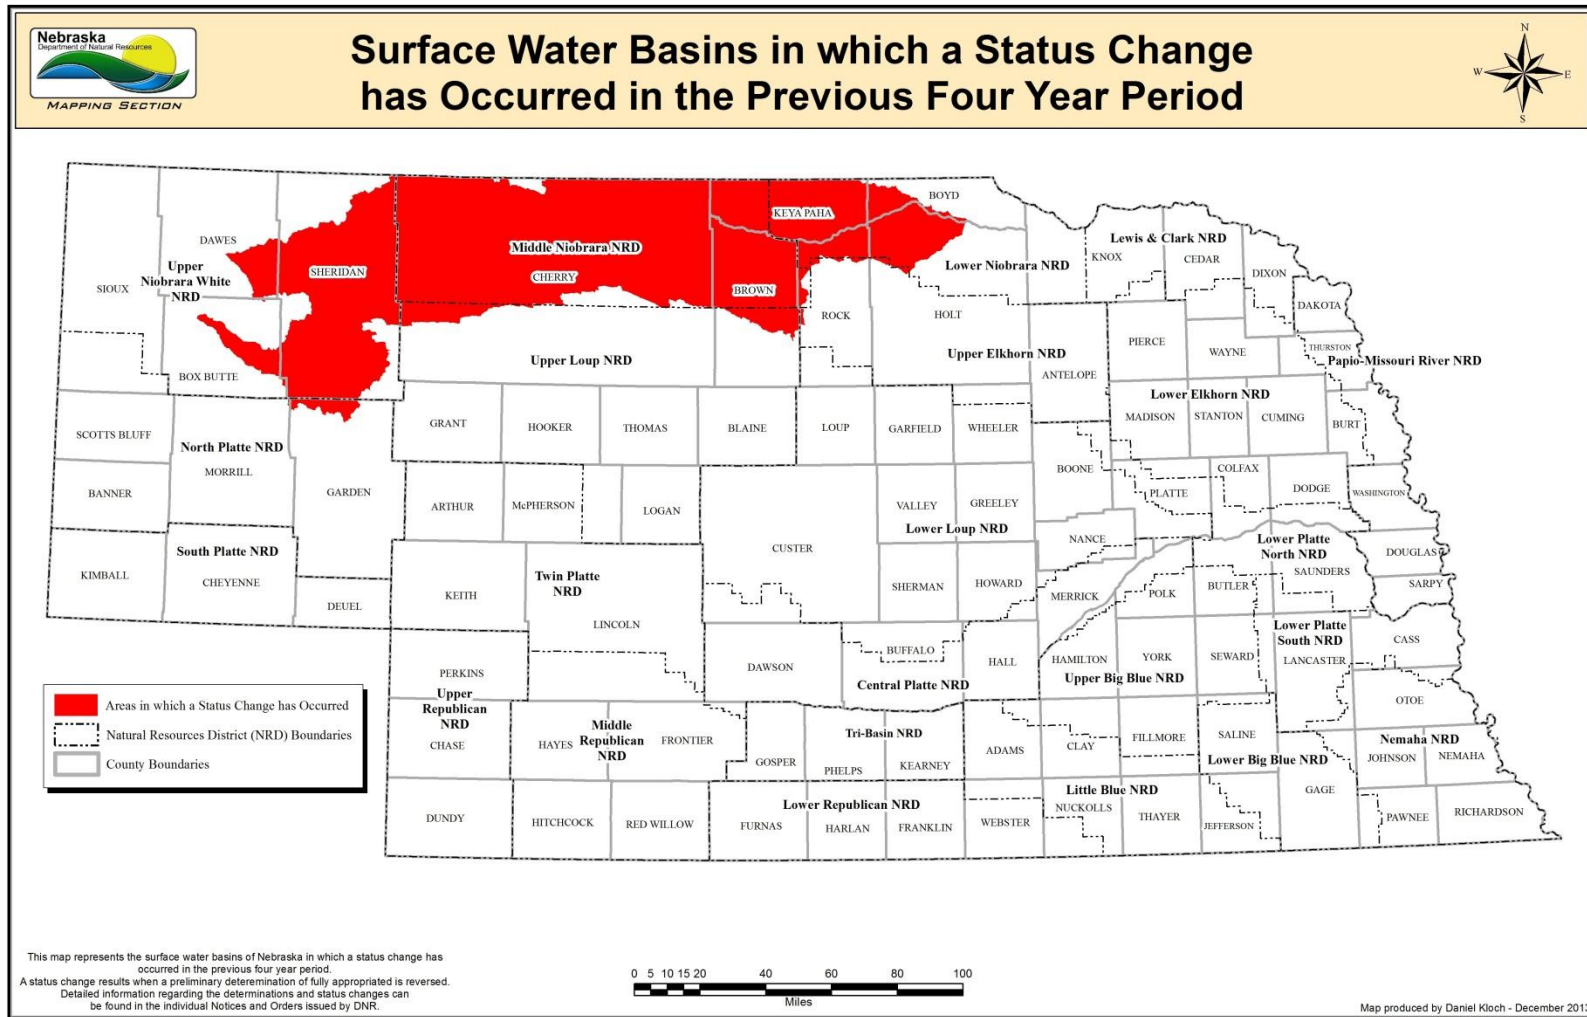 Nebraska
Department of Natural Resources
MAPPING SECTION
Surface Water Basins in which a Status Change
has Occurred in the Previous Four Year Period
N
W
E
S
BOYD
KEYA PAHA
DAWES
Middle Niobrara NRD
Lewis & Clark NRD
KNOX
CEDAR
Upper
Niobrara White
NRD
SHERIDAN
CHERRY
Lower Niobrara NRD
DIXON
SIOUX
BROWN
DAKOTA
ROCK
HOLT
PIERCE
WAYNE
THURSTON
Upper Loup NRD
Upper Elkhorn NRD
Papio-Missouri River NRD
BOX BUTTE
ANTELOPE
Lower Elkhorn NRD
MADISON
STANTON
CUMING
BURT
GRANT
HOOKER
THOMAS
BLAINE
LOUP
GARFIELD
WHEELER
SCOTTS BLUFF
North Platte NRD
MORRILL
BOONE
COLFAX
BANNER
GARDEN
PLATTE
DODGE
WASHINGTON
ARTHUR
McPHERSON
LOGAN
VALLEY
GREELEY
Lower Loup NRD
CUSTER
NANCE
Lower Platte
North NRD
DOUGLAS
South Platte NRD
SAUNDERS
KIMBALL
CHEYENNE
Twin Platte
NRD
SHERMAN
HOWARD
SARPY
KEITH
MERRICK
POLK
BUTLER
DEUEL
LINCOLN
Lower Platte
South NRD
CASS
BUFFALO
DAWSON
HALL
HAMILTON
YORK
SEWARD
LANCASTER
PERKINS
Central Platte NRD
Upper Big Blue NRD
Upper
Republican
NRD
OTOE
Middle
Republican
NRD
Tri-Basin NRD
CHASE
HAYES
FRONTIER
ADAMS
CLAY
FILLMORE
SALINE
Nemaha NRD
GOSPER
PHELPS
KEARNEY
Lower Big Blue NRD
JOHNSON
NEMAHA
Little Blue NRD
GAGE
Lower Republican NRD
NUCKOLLS
DUNDY
HITCHCOCK
RED WILLOW
FURNAS
HARLAN
FRANKLIN
WEBSTER
THAYER
JEFFERSON
PAWNEE
RICHARDSON
Areas in which a Status Change has Occurred
Natural Resources District (NRD) Boundaries
County Boundaries
This map represents the surface water basins of Nebraska in which a status change has
occurred in the previous four year period.
A status change results when a preliminary deteremination of fully appropriated is reversed.
Detailed information regarding the determinations and status changes can
be found in the individual Notices and Orders issued by DNR.
0 5 10 15 20 40 60 80 100
Miles
Map produced by Daniel Kloch - December 2013